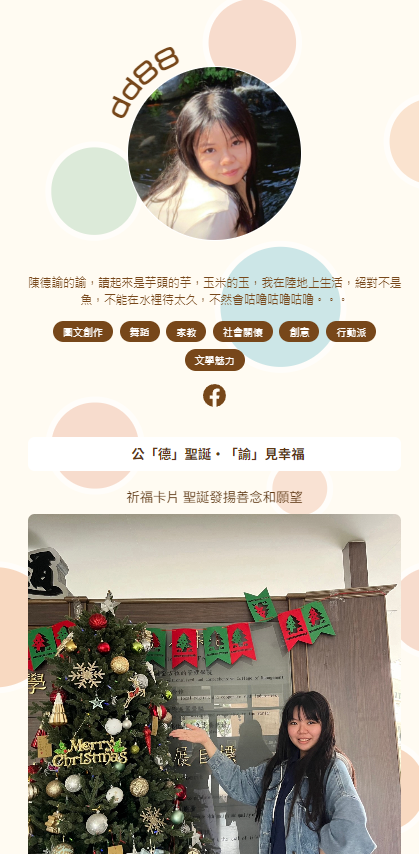 dd88
陳德諭的諭，讀起來是芋頭的芋，玉米的玉，我在陸地上生活，絕對不是
魚，不能在水裡待太久，不然會咕嚕咕嚕咕嚕。。。
圖文創作 舞蹈 家教 社會關懷 創意 行動派
文學魅力
公「德」聖誕・「諭」見幸福
祈福卡片 聖誕發揚善念和願望
道
學
Merry
Christmas